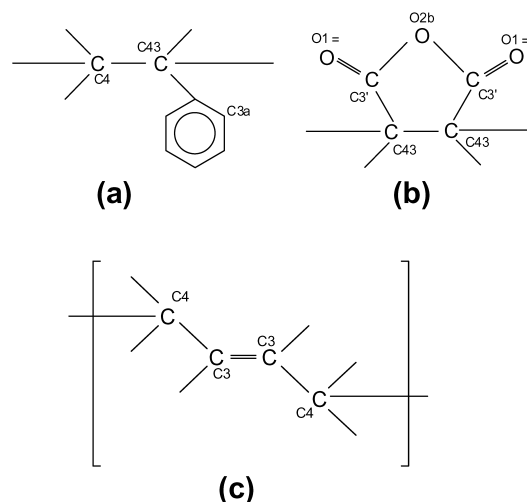 C43
C C
C4
C3a
(a)
O2b
O1= O O1=
O O
C C
C3' C3'
C C
C43 C43
(b)
C4
C
C3
C C
C3
C
C4
(c)